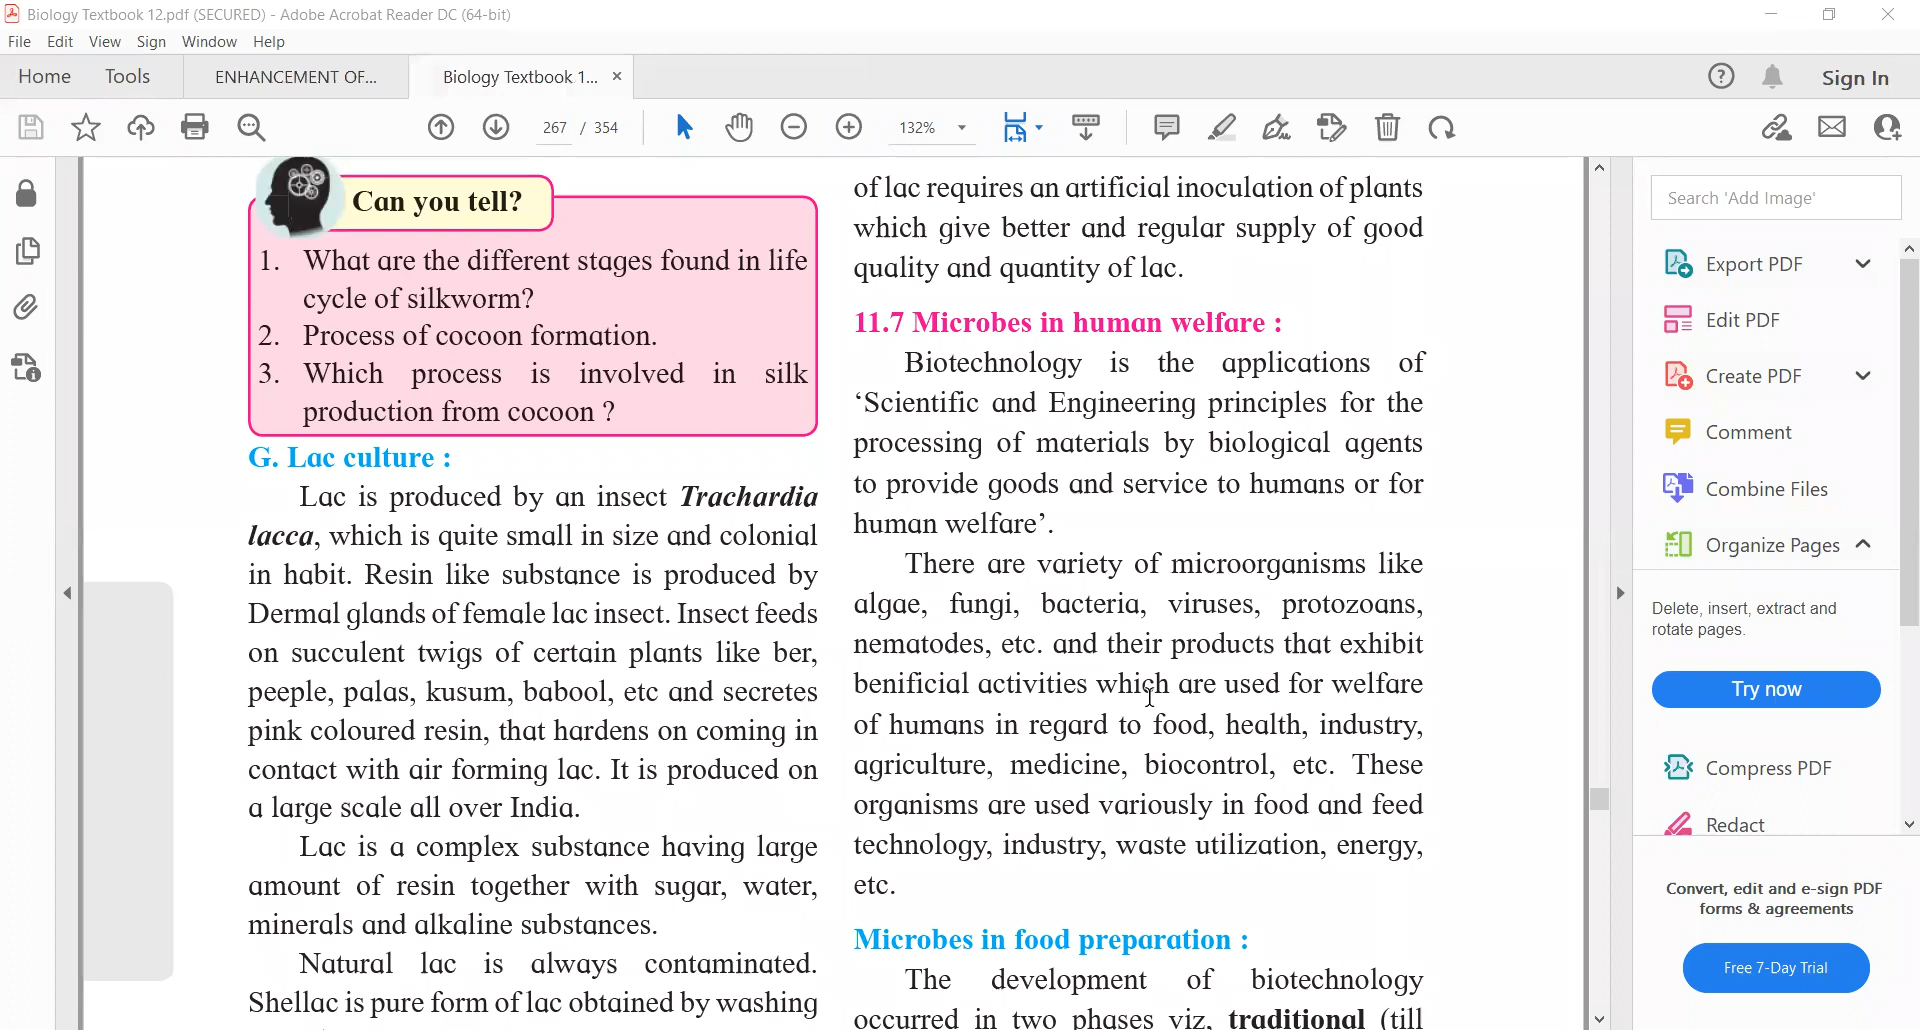 Biology Textbook 12.pdf (SECURED) - Adobe Acrobat Reader DC (64-bit)
File Edit View Sign Window Help
Home Tools ENHANCEMENT OF... Biology Textbook 1... × Sign In
267 / 354 132%
Can you tell?
1. What are the different stages found in life
cycle of silkworm?
2. Process of cocoon formation.
3. Which process is involved in silk
production from cocoon ?
G. Lac culture :
Lac is produced by an insect Trachardia
lacca, which is quite small in size and colonial
in habit. Resin like substance is produced by
Dermal glands of female lac insect. Insect feeds
on succulent twigs of certain plants like ber,
peeple, palas, kusum, babool, etc and secretes
pink coloured resin, that hardens on coming in
contact with air forming lac. It is produced on
a large scale all over India.
Lac is a complex substance having large
amount of resin together with sugar, water,
minerals and alkaline substances.
Natural lac is always contaminated.
Shellac is pure form of lac obtained by washing
of lac requires an artificial inoculation of plants
which give better and regular supply of good
quality and quantity of lac.
11.7 Microbes in human welfare :
Biotechnology is the applications of
‘Scientific and Engineering principles for the
processing of materials by biological agents
to provide goods and service to humans or for
human welfare’.
There are variety of microorganisms like
algae, fungi, bacteria, viruses, protozoans,
nematodes, etc. and their products that exhibit
benificial activities which are used for welfare
of humans in regard to food, health, industry,
agriculture, medicine, biocontrol, etc. These
organisms are used variously in food and feed
technology, industry, waste utilization, energy,
etc.
Microbes in food preparation :
The development of biotechnology
occurred in two phases viz, traditional (till
Search 'Add Image'
Export PDF
Edit PDF
Create PDF
Comment
Combine Files
Organize Pages
Delete, insert, extract and
rotate pages.
Try now
Compress PDF
Redact
Convert, edit and e-sign PDF
forms & agreements
Free 7-Day Trial